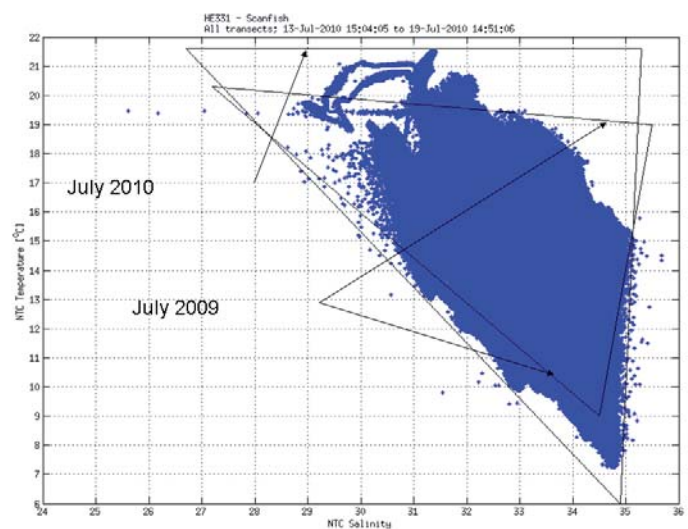 HE331 - Scanfish
All transects; 13-Jul-2010 15:04:05 to 19-Jul-2010 14:51:06
22
21
20
19
18
17
16
15
14
13
12
11
10
9
8
7
6
NTC Temperature [°C]
July 2010
July 2009
24 25 26 27 28 29 30 31 32 33 34 35 36
NTC Salinity